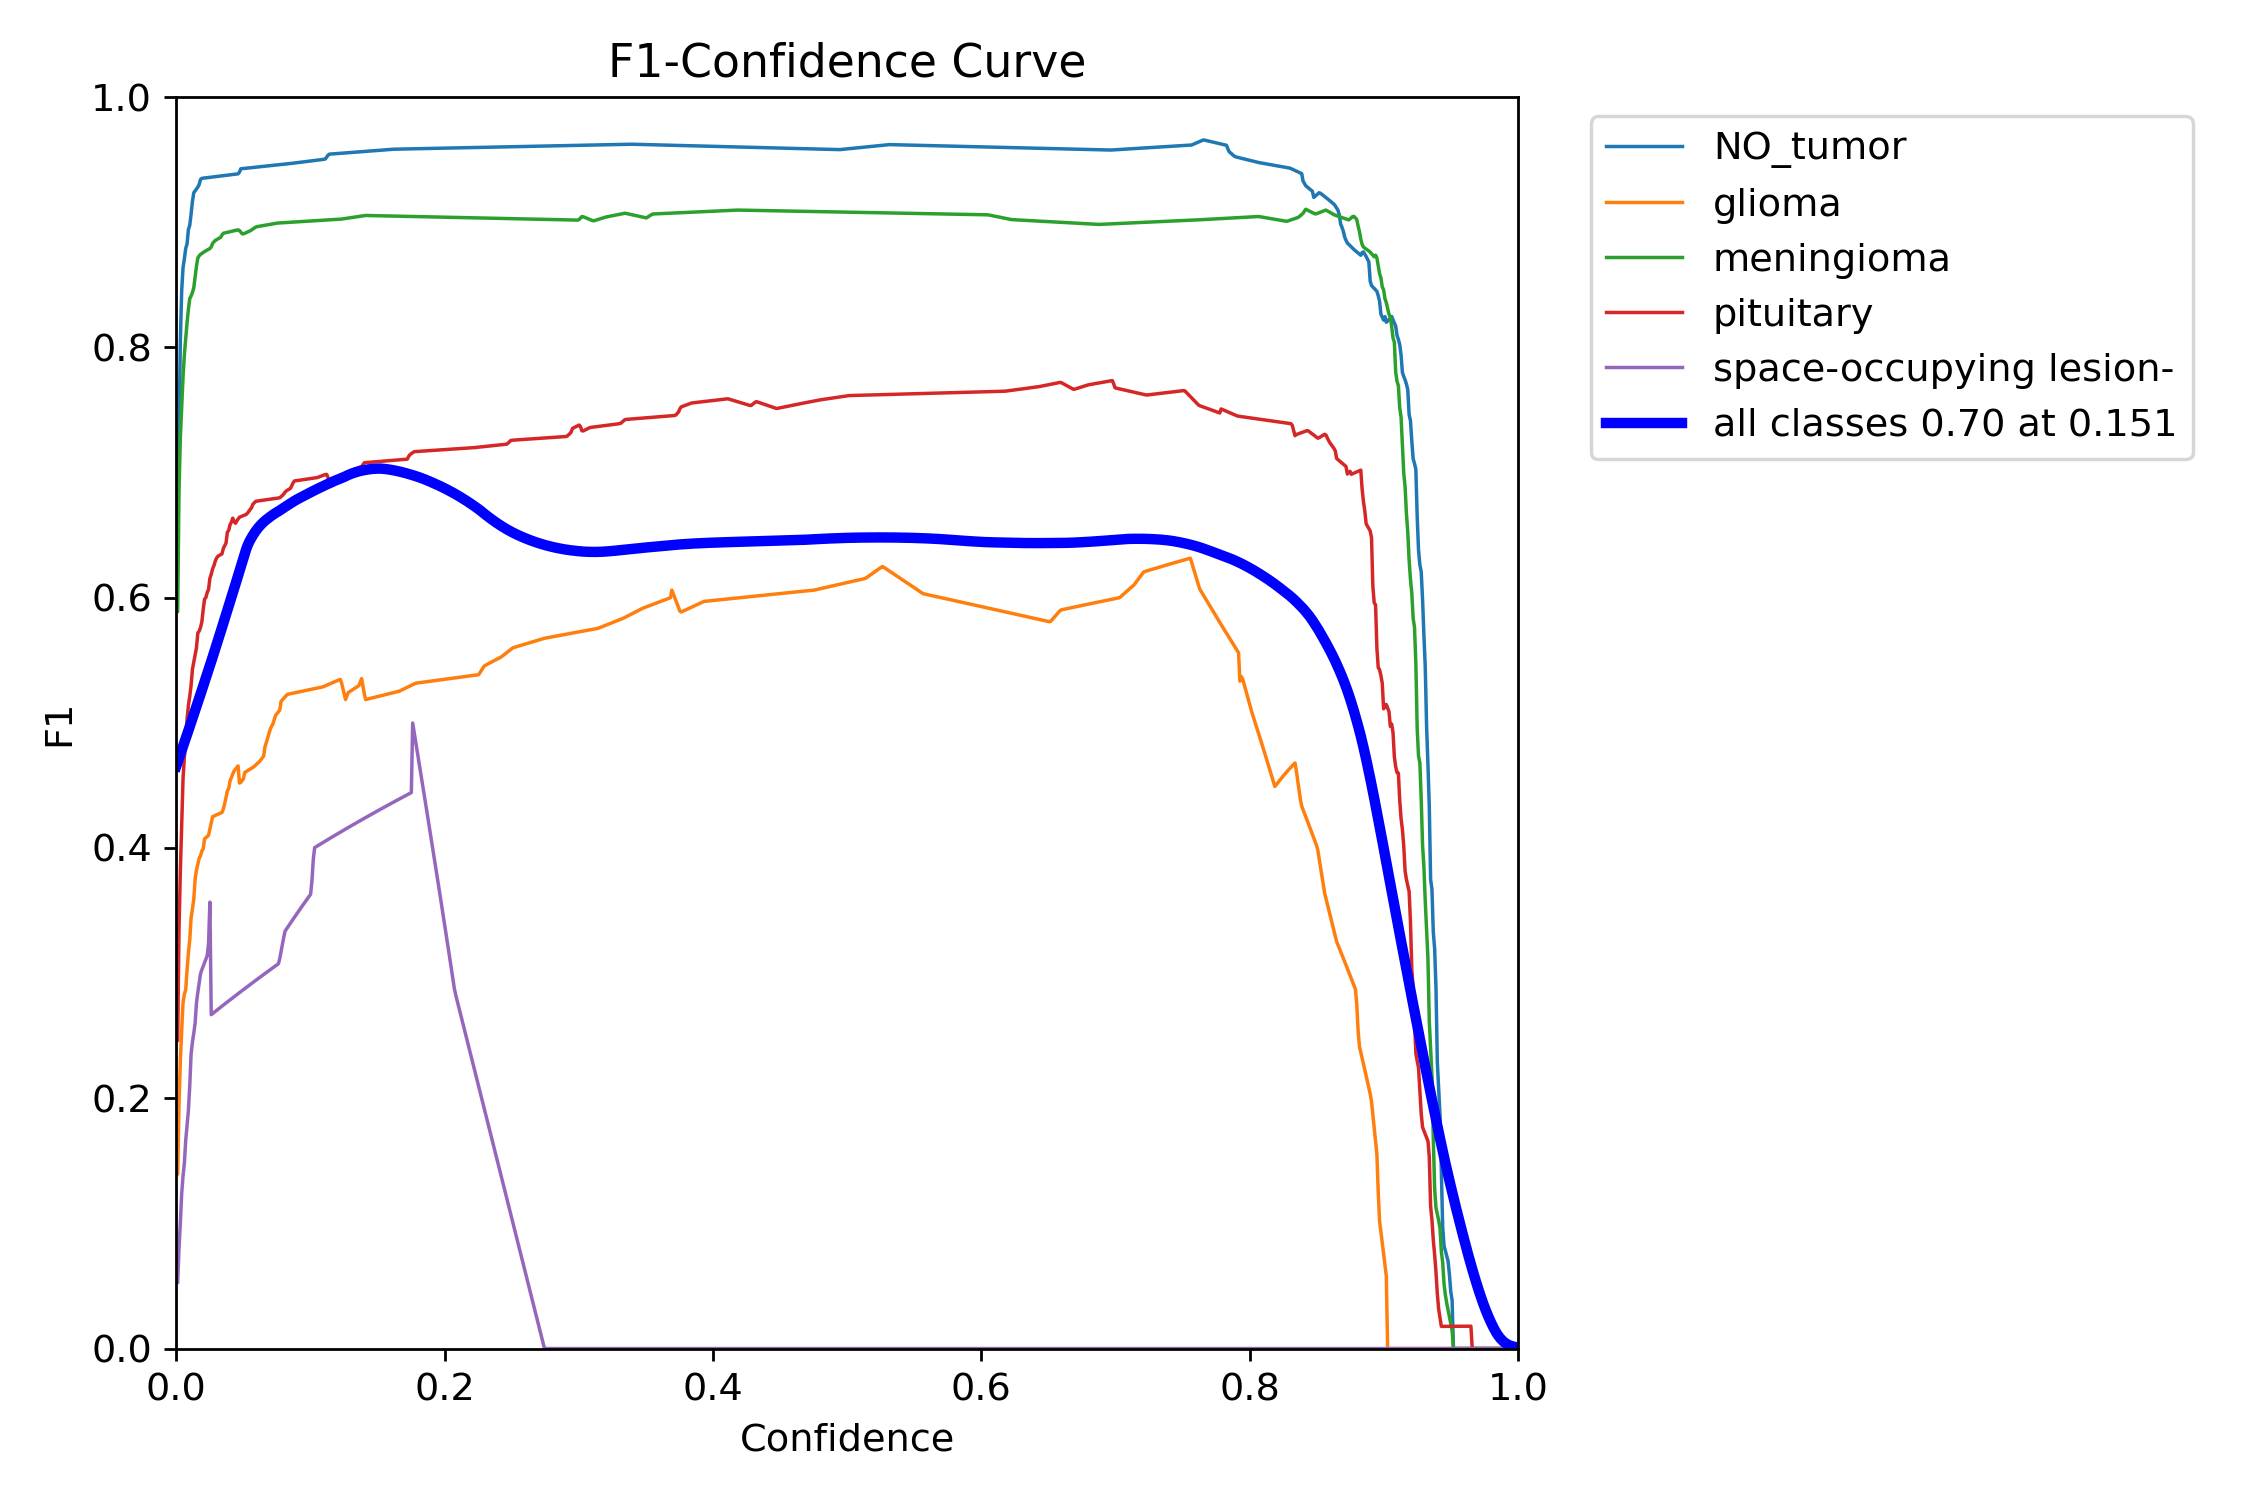 F1-Confidence Curve
1.0
0.8
0.6
0.4
0.2
0.0
F1
0.0 0.2 0.4 0.6 0.8 1.0
Confidence
NO_tumor
glioma
meningioma
pituitary
space-occupying lesion-
all classes 0.70 at 0.151